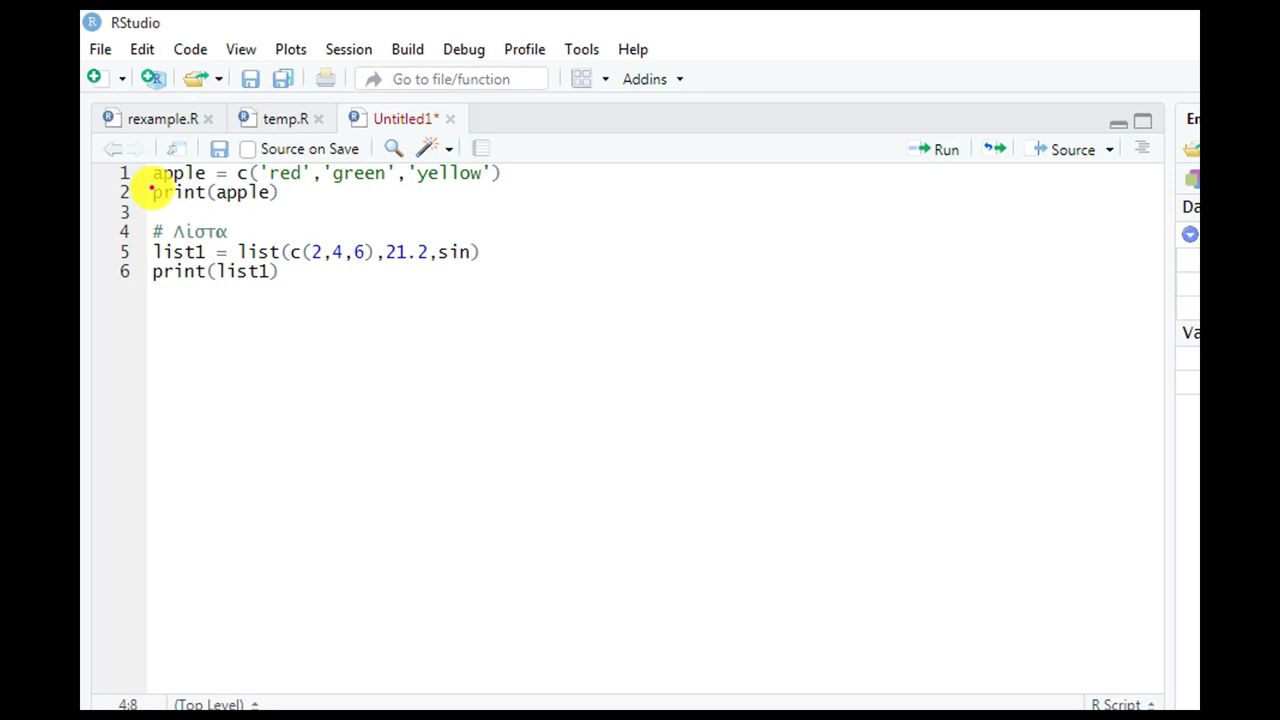 RStudio
File Edit Code View Plots Session Build Debug Profile Tools Help
Go to file/function Addins
rexample.R temp.R Untitled1*
Source on Save Run Source
1 apple = c('red','green','yellow')
2 print(apple)
3
4 # Λίστα
5 list1 = list(c(2,4,6),21.2,sin)
6 print(list1)
4:8 (Top Level) R Script